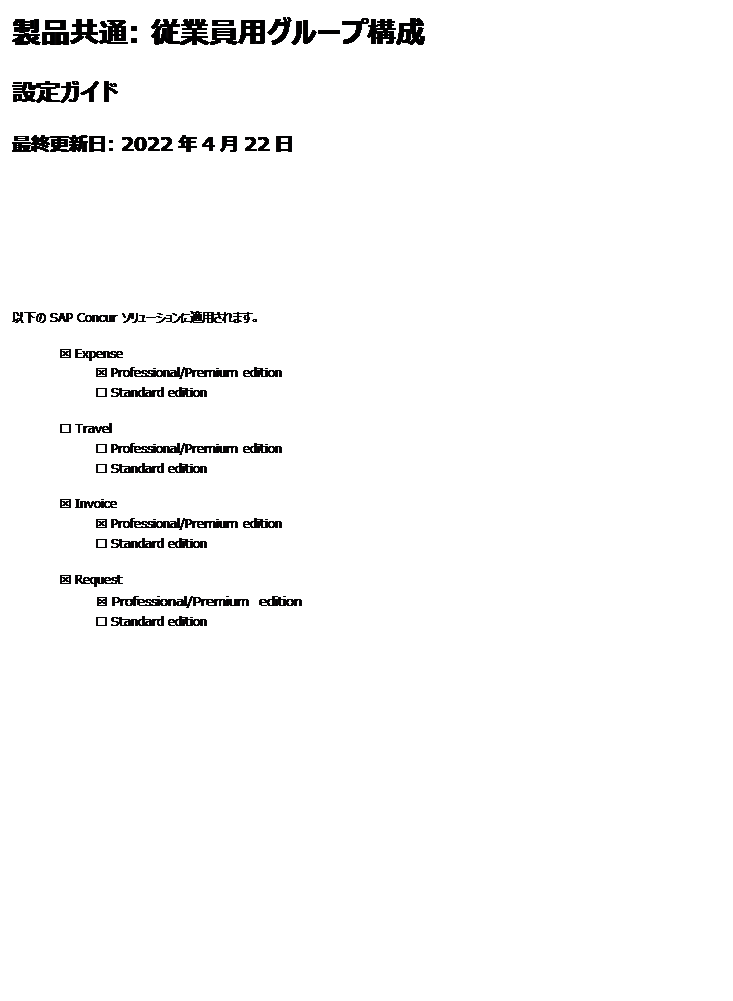 製品共通: 従業員用グループ構成
設定ガイド
最終更新日: 2022 年 4 月 22 日
以下の SAP Concur ソリューションに適用されます。
☒ Expense
☒ Professional/Premium edition
☐ Standard edition
☐ Travel
☐ Professional/Premium edition
☐ Standard edition
☒ Invoice
☒ Professional/Premium edition
☐ Standard edition
☒ Request
☒ Professional/Premium edition
☐ Standard edition